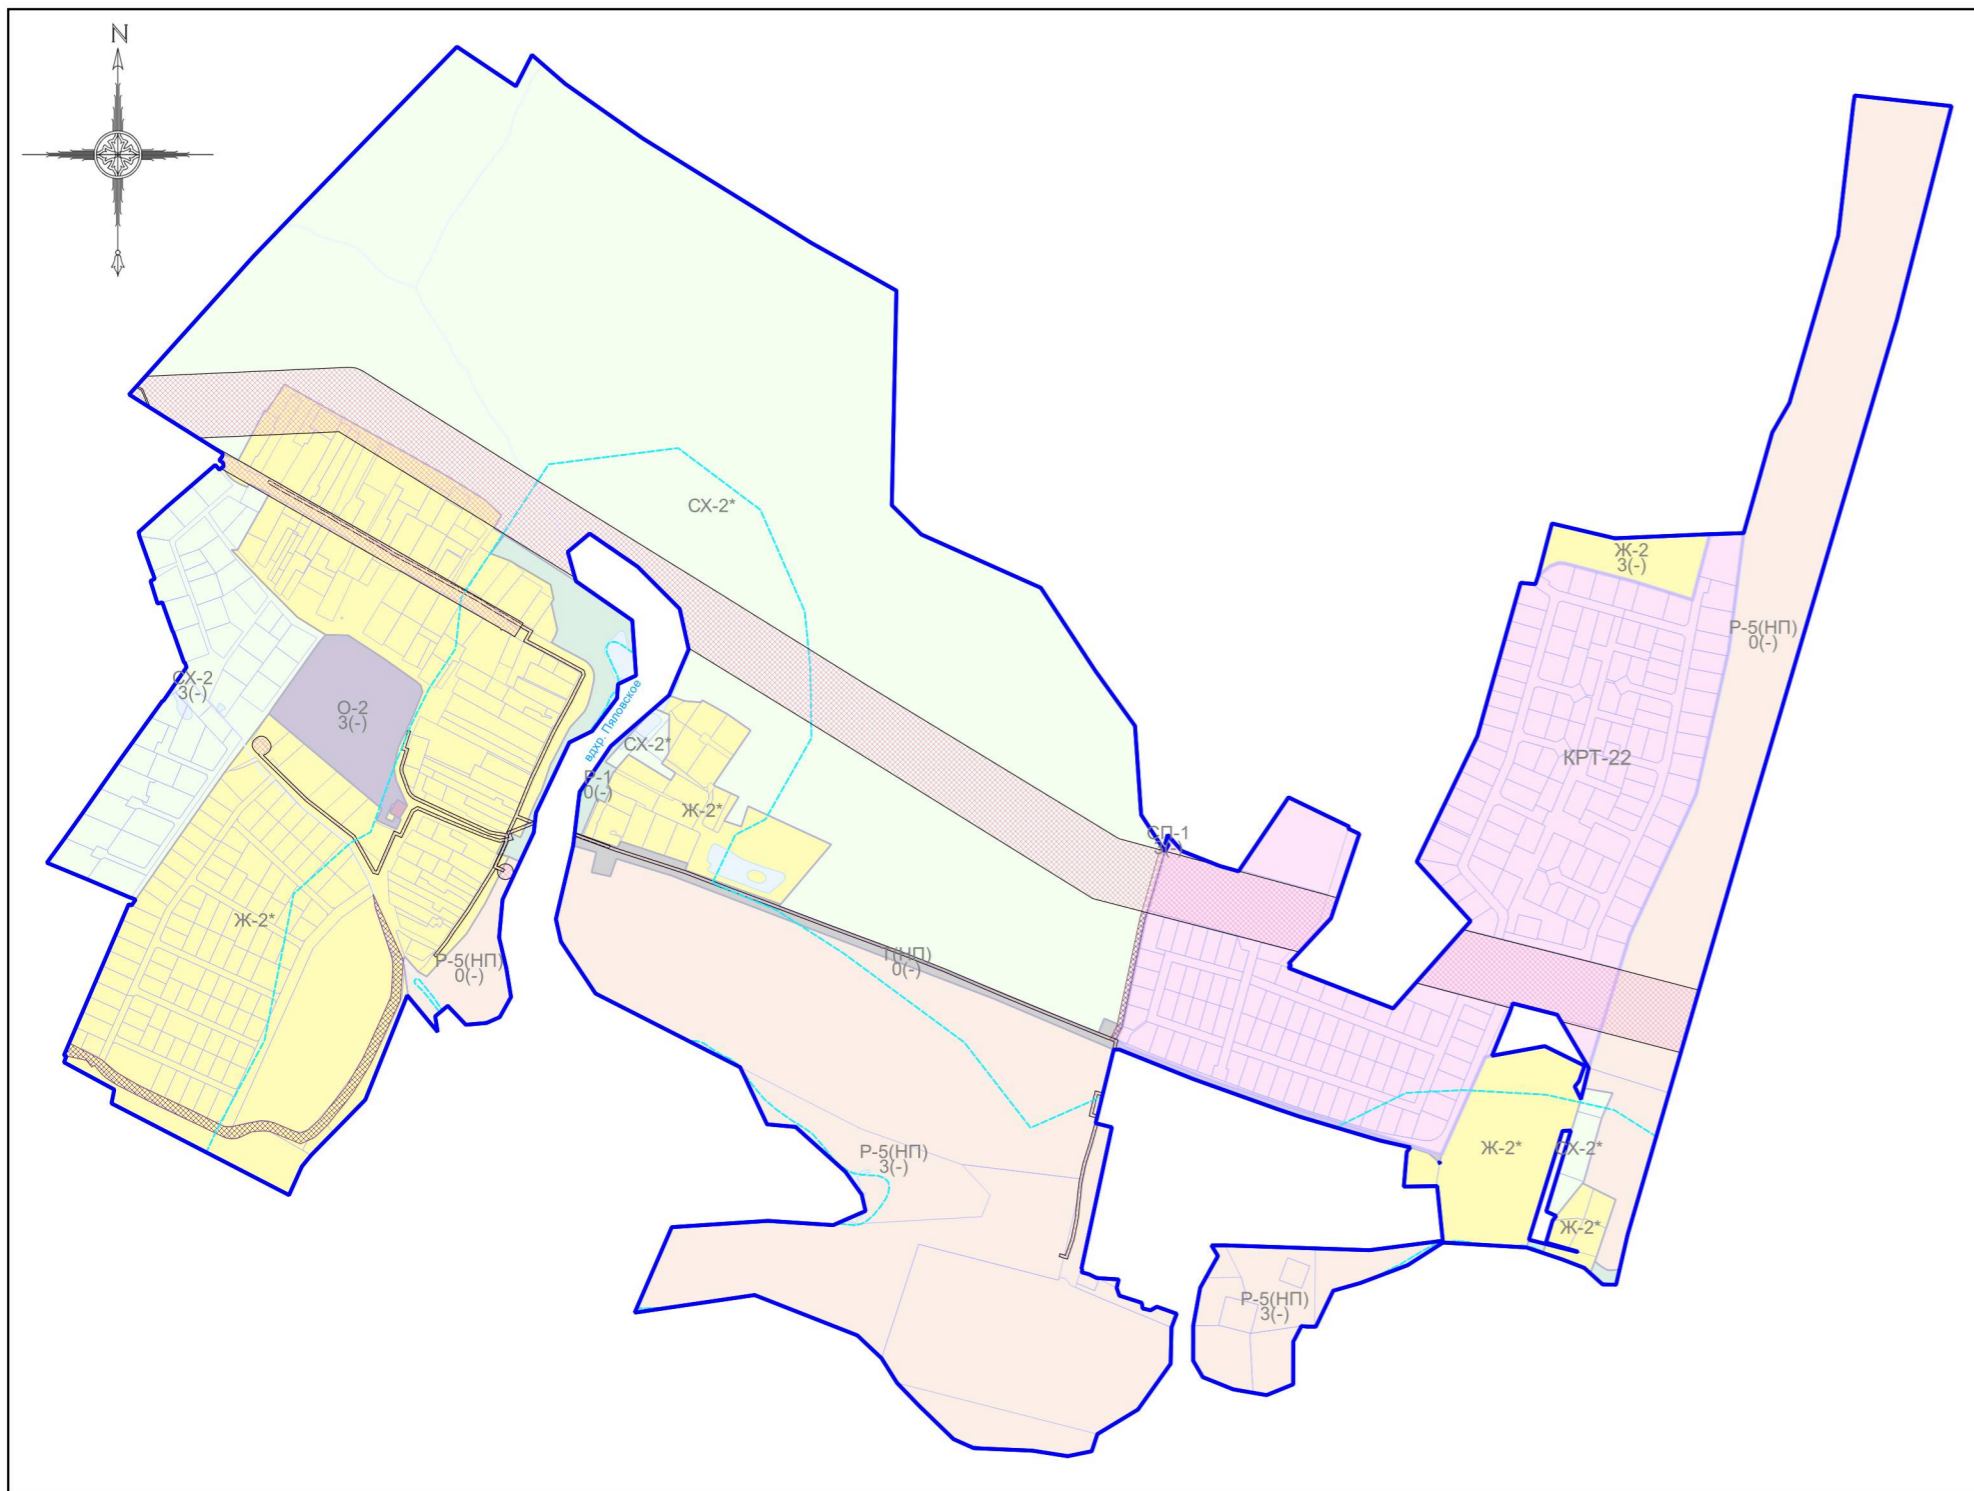 N
СХ-2*
Ж-2
3(-)
Р-5(НП)
0(-)
СХ-2
3(-)
О-2
3(-)
вдхр. Пяловское
СХ-2*
КРТ-22
Р-1
0(-)
Ж-2*
СП-1
3(-)
Ж-2*
Р-5(НП)
0(-)
Т(НП)
0(-)
Р-5(НП)
3(-)
Ж-2*
СХ-2*
Ж-2*
Р-5(НП)
3(-)